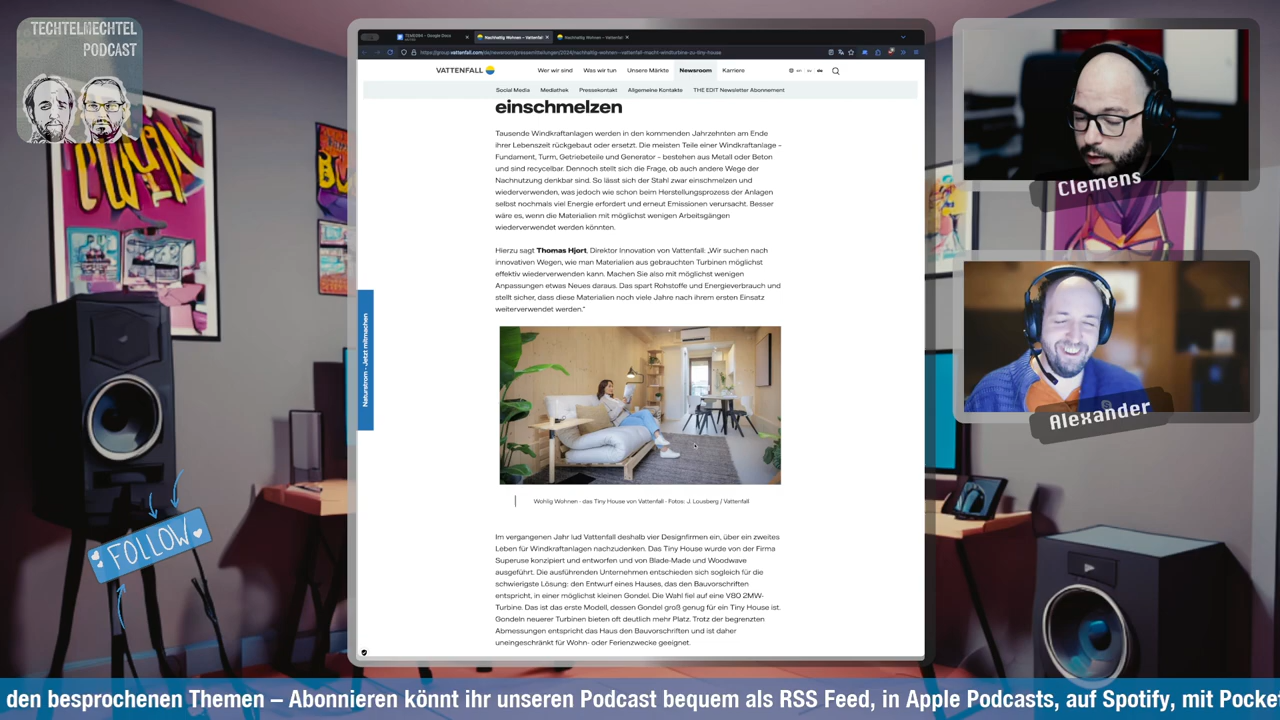 TECHTELMECHTEL
PODCAST
FOLLOW
TEMI294 - Google Docs
Nachhaltig Wohnen – Vattenfall
Nachhaltig Wohnen - Vattenfall
VATTENFALL
Wer wir sind
Was wir tun
Unsere Märkte
Newsroom
Karriere
Social Media
Mediathek
Pressekontakt
Allgemeine Kontakte
THE EDIT Newsletter Abonnement
einschmelzen
Tausende Windkraftanlagen werden in den kommenden Jahrzehnten am Ende
ihrer Lebenszeit rückgebaut oder ersetzt. Die meisten Teile einer Windkraftanlage –
Fundament, Turm, Getriebeteile und Generator – bestehen aus Metall oder Beton
und sind recycelbar. Dennoch stellt sich die Frage, ob auch andere Wege der
Nachnutzung denkbar sind. So lässt sich der Stahl zwar einschmelzen und
wiederverwenden, was jedoch wie schon beim Herstellungsprozess der Anlagen
selbst nochmals viel Energie erfordert und erneut Emissionen verursacht. Besser
wäre es, wenn die Materialien mit möglichst wenigen Arbeitsgängen
wiederverwendet werden könnten.
Hierzu sagt Thomas Hjort, Direktor Innovation von Vattenfall: „Wir suchen nach
innovativen Wegen, wie man Materialien aus gebrauchten Turbinen möglichst
effektiv wiederverwenden kann. Machen Sie also mit möglichst wenigen
Anpassungen etwas Neues daraus. Das spart Rohstoffe und Energieverbrauch und
stellt sicher, dass diese Materialien noch viele Jahre nach ihrem ersten Einsatz
weiterverwendet werden.“
Naturstrom - Jetzt mitmachen
Wohlig Wohnen - das Tiny House von Vattenfall - Fotos: J. Lousberg / Vattenfall
Im vergangenen Jahr lud Vattenfall deshalb vier Designfirmen ein, über ein zweites
Leben für Windkraftanlagen nachzudenken. Das Tiny House wurde von der Firma
Superuse konzipiert und entworfen und von Blade-Made und Woodwave
ausgeführt. Die ausführenden Unternehmen entschieden sich sogleich für die
schwierigste Lösung: den Entwurf eines Hauses, das den Bauvorschriften
entspricht, in einer möglichst kleinen Gondel. Die Wahl fiel auf eine V80 2MW-
Turbine. Das ist das erste Modell, dessen Gondel groß genug für ein Tiny House ist.
Gondeln neuerer Turbinen bieten oft deutlich mehr Platz. Trotz der begrenzten
Abmessungen entspricht das Haus den Bauvorschriften und ist daher
uneingeschränkt für Wohn- oder Ferienzwecke geeignet.
Clemens
Alexander
den besprochenen Themen – Abonnieren könnt ihr unseren Podcast bequem als RSS Feed, in Apple Podcasts, auf Spotify, mit Pocke